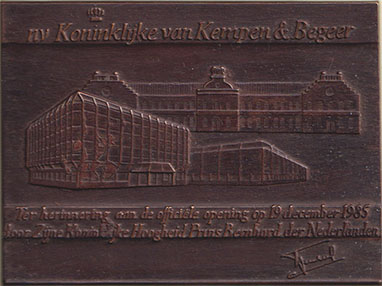 nv Koninklijke van Kempen & Begeer
Ter herinnering aan de officiële opening op 19 december 1985
door Zijne Koninklijke Hoogheid Prins Bernhard der Nederlanden